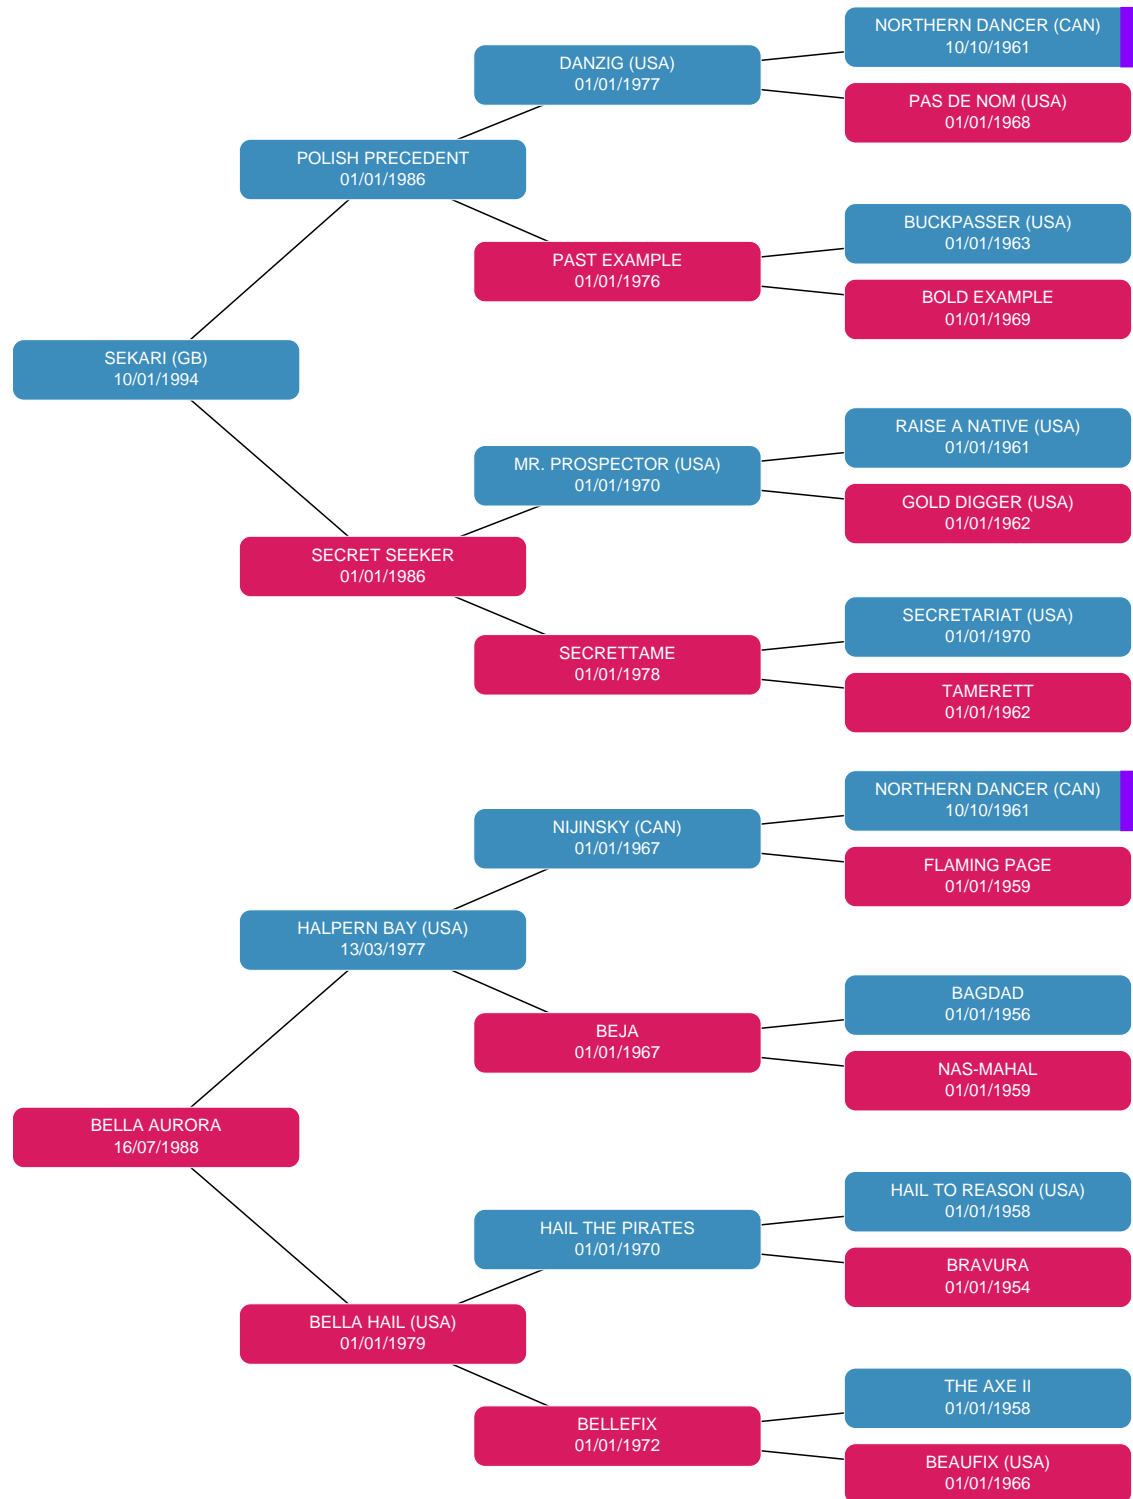 NORTHERN DANCER (CAN)
10/10/1961
DANZIG (USA)
01/01/1977
PAS DE NOM (USA)
01/01/1968
POLISH PRECEDENT
01/01/1986
BUCKPASSER (USA)
01/01/1963
PAST EXAMPLE
01/01/1976
BOLD EXAMPLE
01/01/1969
SEKARI (GB)
10/01/1994
RAISE A NATIVE (USA)
01/01/1961
MR. PROSPECTOR (USA)
01/01/1970
GOLD DIGGER (USA)
01/01/1962
SECRET SEEKER
01/01/1986
SECRETARIAT (USA)
01/01/1970
SECRETTAME
01/01/1978
TAMERETT
01/01/1962
NORTHERN DANCER (CAN)
10/10/1961
NIJINSKY (CAN)
01/01/1967
FLAMING PAGE
01/01/1959
HALPERN BAY (USA)
13/03/1977
BAGDAD
01/01/1956
BEJA
01/01/1967
NAS-MAHAL
01/01/1959
BELLA AURORA
16/07/1988
HAIL TO REASON (USA)
01/01/1958
HAIL THE PIRATES
01/01/1970
BRAVURA
01/01/1954
BELLA HAIL (USA)
01/01/1979
THE AXE II
01/01/1958
BELLEFIX
01/01/1972
BEAUFIX (USA)
01/01/1966